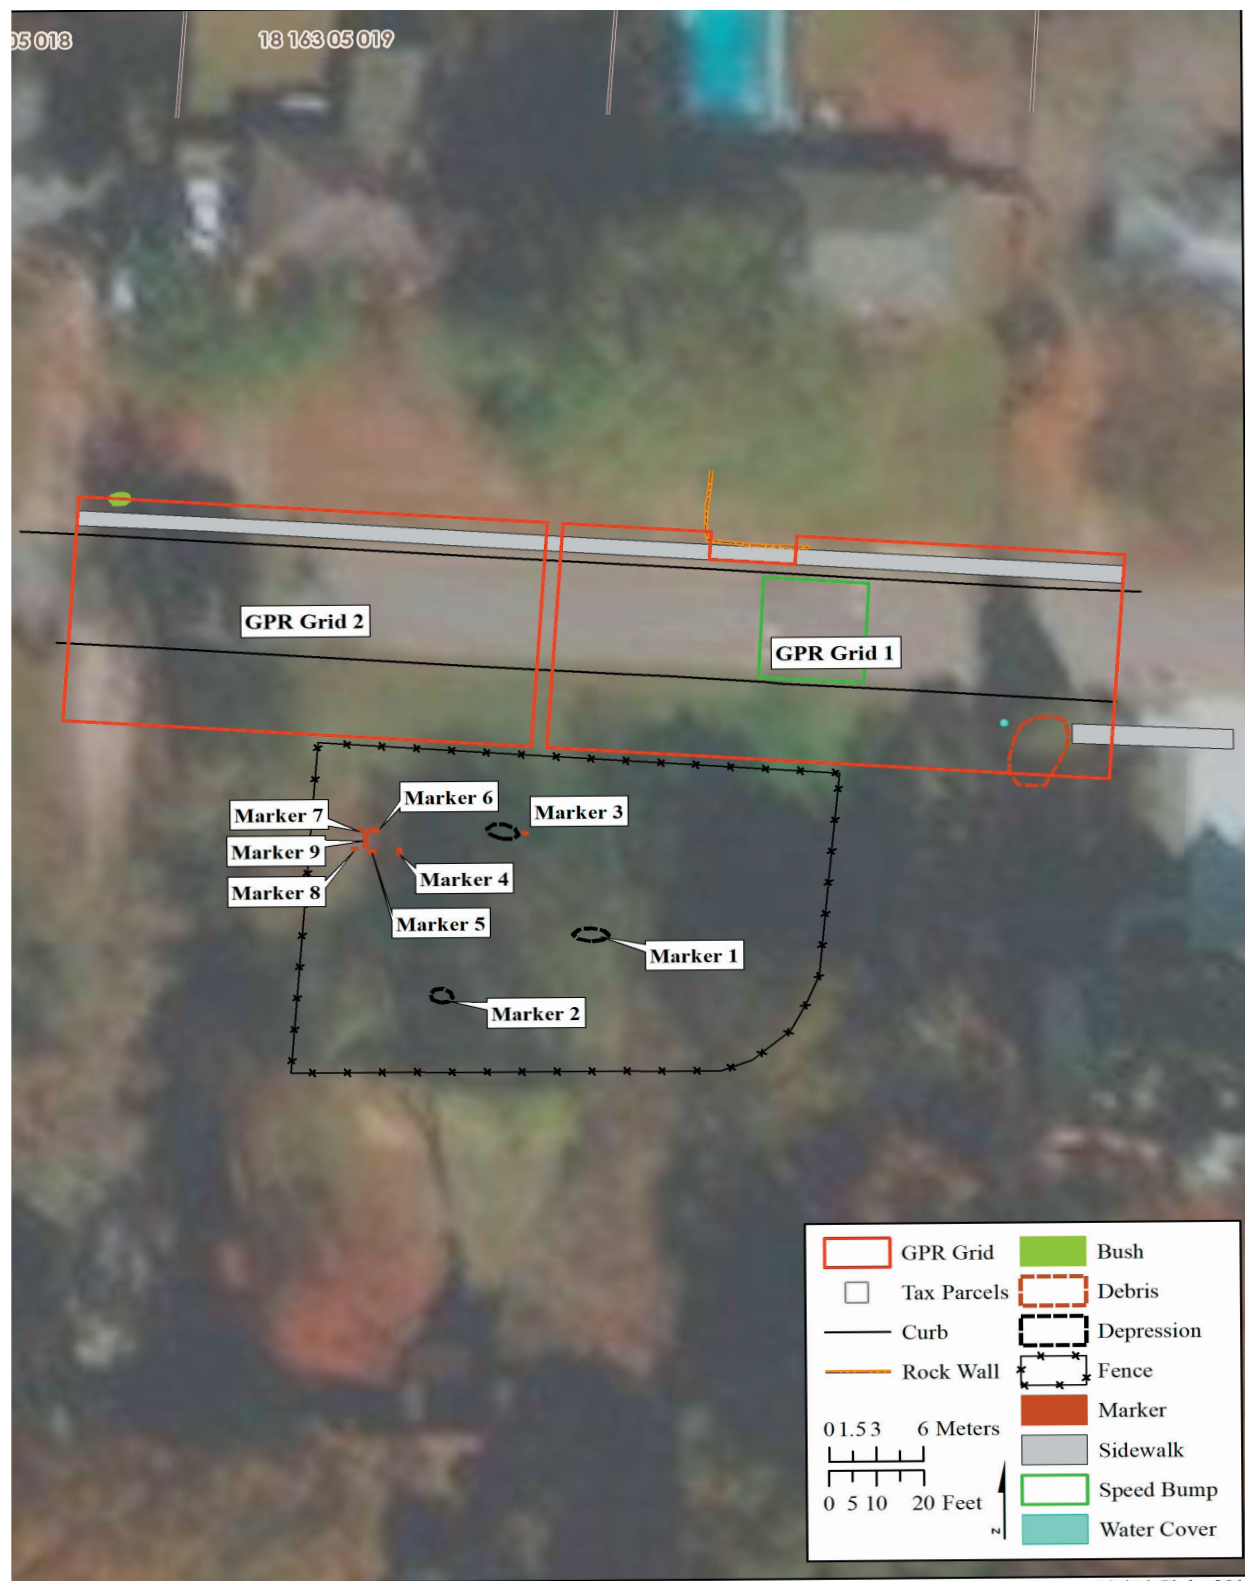 05 018
18 163 05 019
GPR Grid 2
GPR Grid 1
Marker 6
Marker 7
Marker 3
Marker 9
Marker 4
Marker 8
Marker 5
Marker 1
Marker 2
GPR Grid
Tax Parcels
Curb
Rock Wall
0 1.5 3 6 Meters
0 5 10 20 Feet
N
Bush
Debris
Depression
Fence
Marker
Sidewalk
Speed Bump
Water Cover